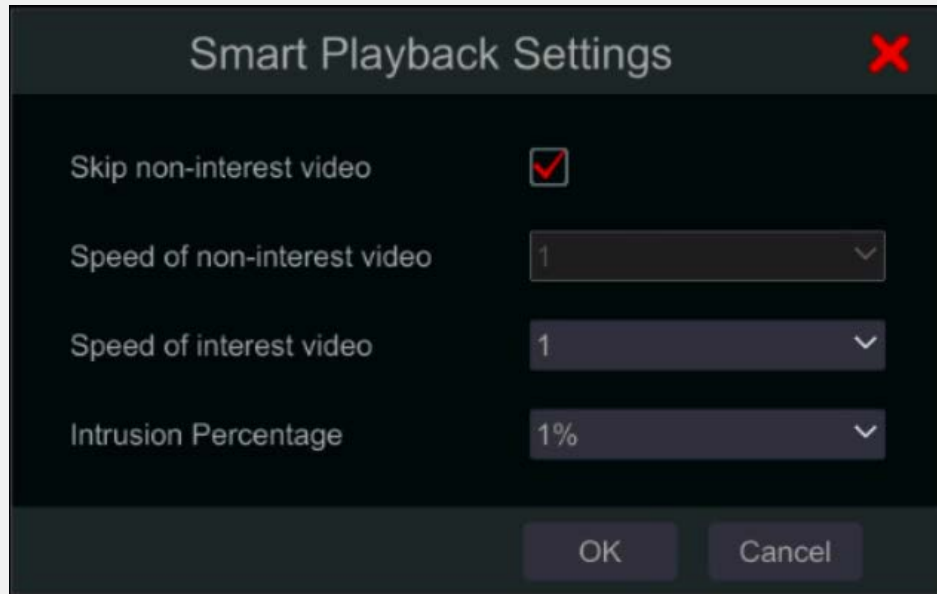 Smart Playback Settings
Skip non-interest video
Speed of non-interest video 1
Speed of interest video 1
Intrusion Percentage 1%
OK Cancel